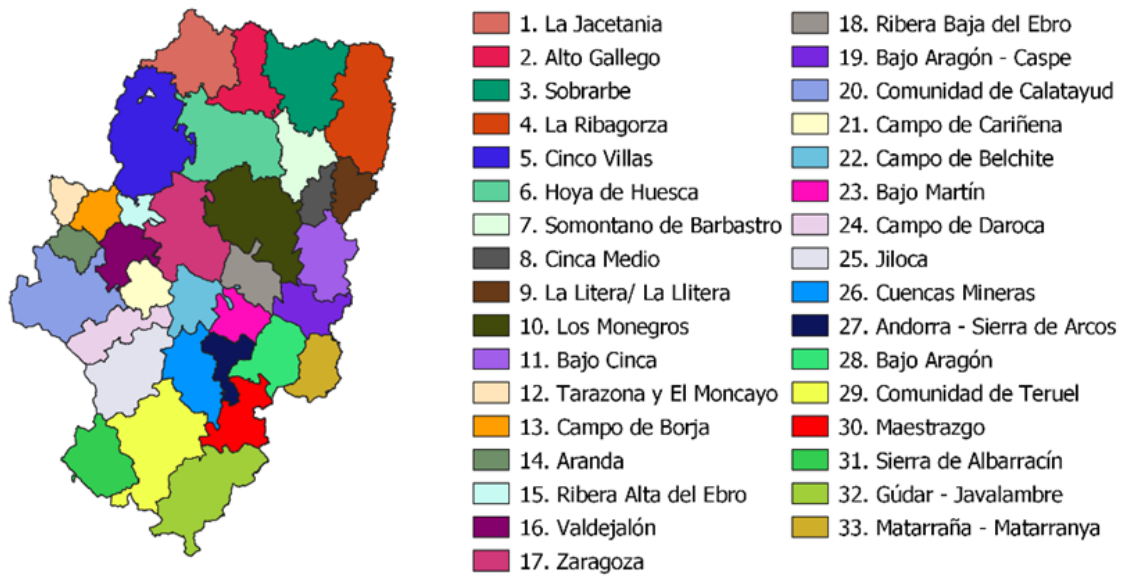 1. La Jacetania
2. Alto Gallego
3. Sobrarbe
4. La Ribagorza
5. Cinco Villas
6. Hoya de Huesca
7. Somontano de Barbastro
8. Cinca Medio
9. La Litera/ La Llitera
10. Los Monegros
11. Bajo Cinca
12. Tarazona y El Moncayo
13. Campo de Borja
14. Aranda
15. Ribera Alta del Ebro
16. Valdejalón
17. Zaragoza
18. Ribera Baja del Ebro
19. Bajo Aragón - Caspe
20. Comunidad de Calatayud
21. Campo de Cariñena
22. Campo de Belchite
23. Bajo Martín
24. Campo de Daroca
25. Jiloca
26. Cuencas Mineras
27. Andorra - Sierra de Arcos
28. Bajo Aragón
29. Comunidad de Teruel
30. Maestrazgo
31. Sierra de Albarracín
32. Gúdar - Javalambre
33. Matarraña - Matarranya